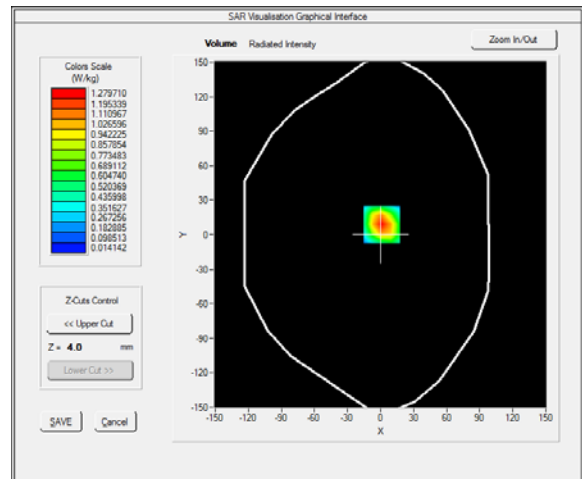 SAR Visualisation Graphical Interface
Volume Radiated Intensity
Zoom In/Out
Colors Scale
(W/kg)
1.279710
1.195339
1.110967
1.026596
0.942225
0.857854
0.773483
0.689112
0.604740
0.520369
0.435998
0.351627
0.267256
0.182885
0.098513
0.014142
Z-Cuts Control
<< Upper Cut
Z = 4.0 mm
Lower Cut >>
SAVE Cancel
150
120
90
60
30
0
-30
-60
-90
-120
-150
Y
-150 -120 -90 -60 -30 0 30 60 90 120 150
X